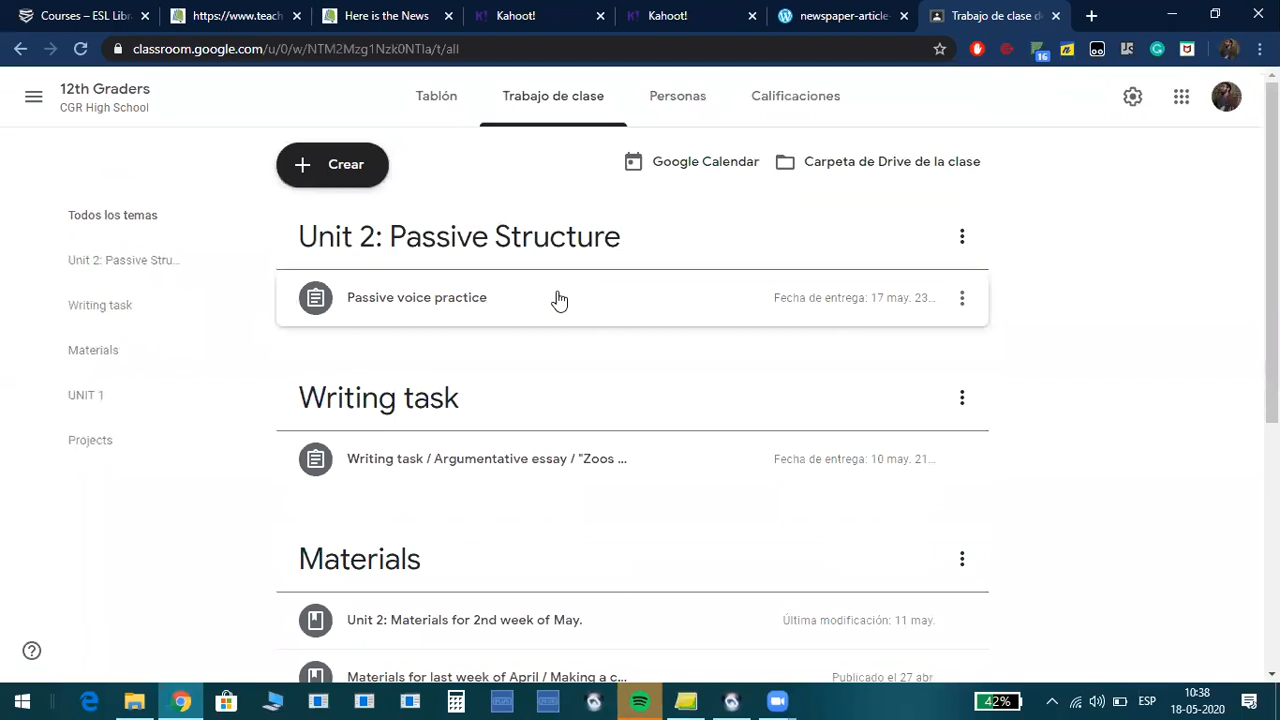 Courses - ESL Libr
https://www.teach
Here is the News
Kahoot!
Kahoot!
newspaper-article-
Trabajo de clase de
classroom.google.com/u/0/w/NTM2Mzg1Nzk0NTIa/t/all
16
12th Graders
CGR High School
Tablón
Trabajo de clase
Personas
Calificaciones
Crear
Google Calendar
Carpeta de Drive de la clase
Todos los temas
Unit 2: Passive Stru...
Writing task
Materials
UNIT 1
Projects
Unit 2: Passive Structure
Passive voice practice
Fecha de entrega: 17 may. 23...
Writing task
Writing task / Argumentative essay / "Zoos ...
Fecha de entrega: 10 may. 21...
Materials
Unit 2: Materials for 2nd week of May.
Última modificación: 11 may.
Materials for last week of April / Making a c...
Publicado el 27 abr
42%
ESP
10:38
18-05-2020